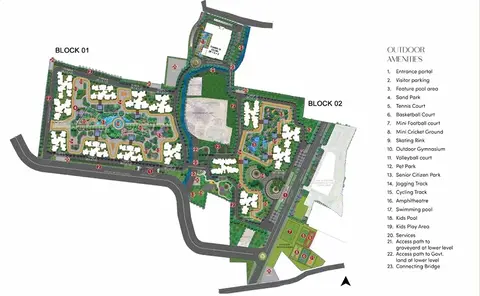 BLOCK 01
BLOCK 02
OUTDOOR
AMENITIES
1. Entrance portal
2. Visitor parking
3. Feature pool area
4. Sand Park
5. Tennis Court
6. Basketball Court
7. Mini Football court
8. Mini Cricket Ground
9. Skating Rink
10. Outdoor Gymnasium
11. Volleyball court
12. Pet Park
13. Senior Citizen Park
14. Jogging Track
15. Cycling Track
16. Amphitheatre
17. Swimming pool
18. Kids Pool
19. Kids Play Area
20. Services
21. Access path to
graveyard at lower level
22. Access path to Govt.
land at lower level
23. Connecting Bridge